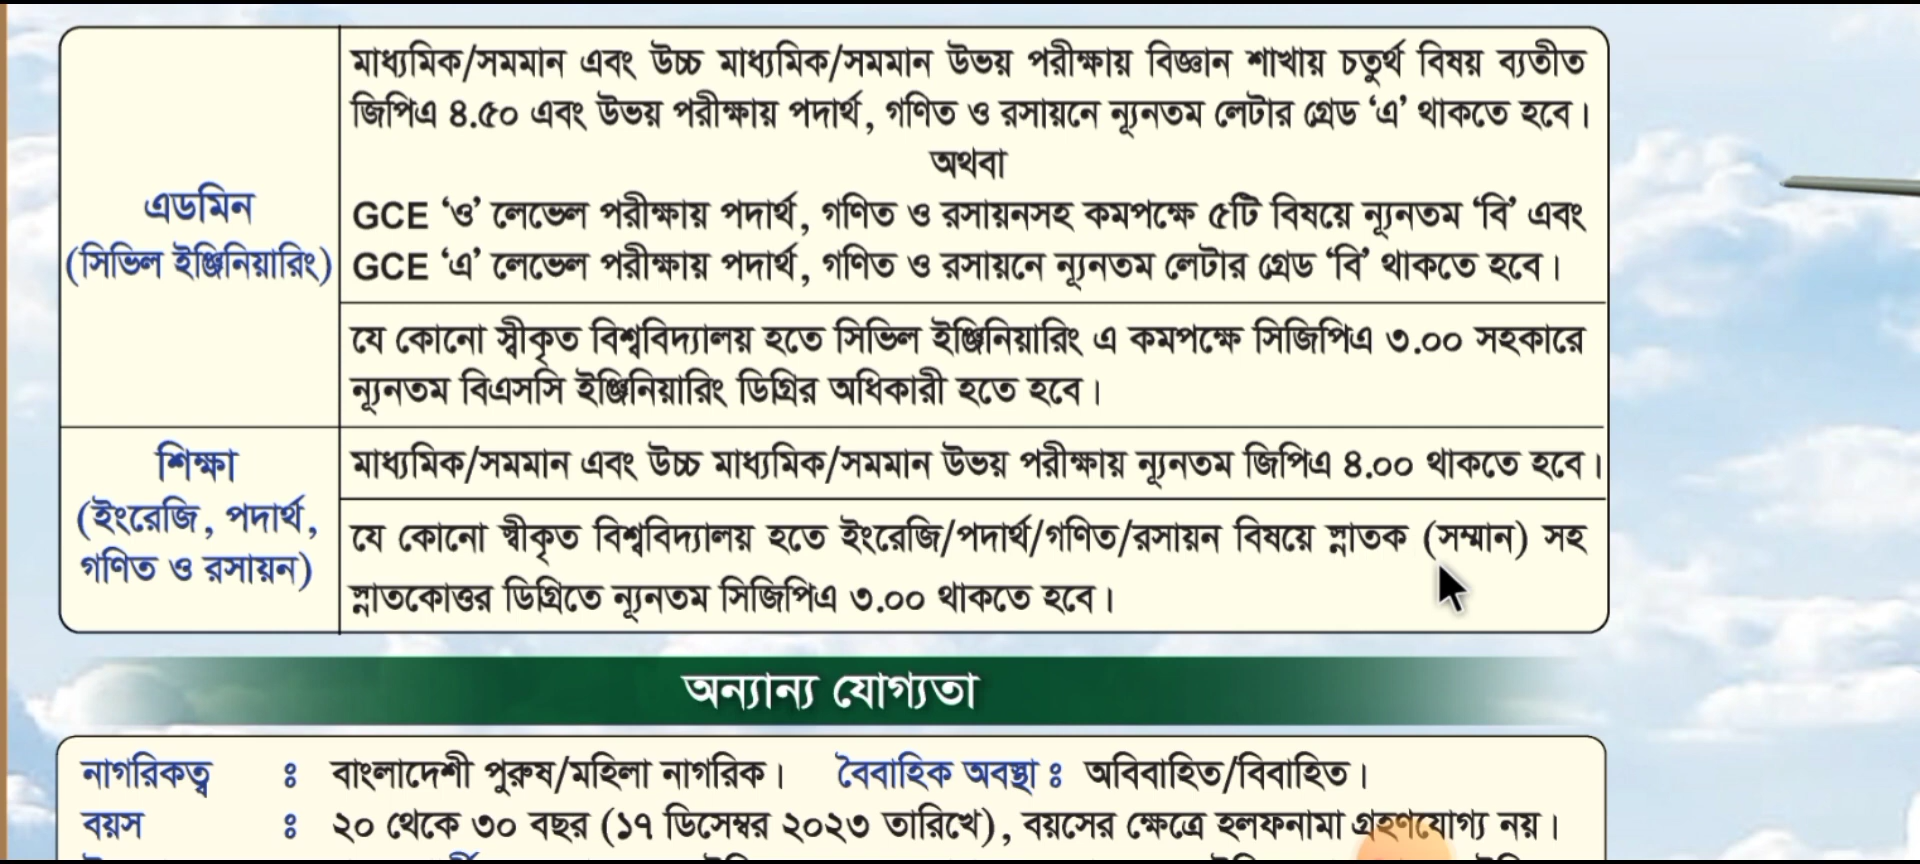 মাধ্যমিক/সমমান এবং উচ্চ মাধ্যমিক/সমমান উভয় পরীক্ষায় বিজ্ঞান শাখায় চতুর্থ বিষয় ব্যতীত
জিপিএ ৪.৫০ এবং উভয় পরীক্ষায় পদার্থ, গণিত ও রসায়নে ন্যূনতম লেটার গ্রেড ‘এ’ থাকতে হবে।
অথবা
এডমিন
(সিভিল ইঞ্জিনিয়ারিং)
GCE ‘ও’ লেভেল পরীক্ষায় পদার্থ, গণিত ও রসায়নসহ কমপক্ষে ৫টি বিষয়ে ন্যূনতম ‘বি’ এবং
GCE ‘এ’ লেভেল পরীক্ষায় পদার্থ, গণিত ও রসায়নে ন্যূনতম লেটার গ্রেড ‘বি’ থাকতে হবে।
যে কোনো স্বীকৃত বিশ্ববিদ্যালয় হতে সিভিল ইঞ্জিনিয়ারিং এ কমপক্ষে সিজিপিএ ৩.০০ সহকারে
ন্যূনতম বিএসসি ইঞ্জিনিয়ারিং ডিগ্রির অধিকারী হতে হবে।
শিক্ষা
(ইংরেজি, পদার্থ,
গণিত ও রসায়ন)
মাধ্যমিক/সমমান এবং উচ্চ মাধ্যমিক/সমমান উভয় পরীক্ষায় ন্যূনতম জিপিএ ৪.০০ থাকতে হবে।
যে কোনো স্বীকৃত বিশ্ববিদ্যালয় হতে ইংরেজি/পদার্থ/গণিত/রসায়ন বিষয়ে স্নাতক (সম্মান) সহ
স্নাতকোত্তর ডিগ্রিতে ন্যূনতম সিজিপিএ ৩.০০ থাকতে হবে।
অন্যান্য যোগ্যতা
নাগরিকত্ব ঃ বাংলাদেশী পুরুষ/মহিলা নাগরিক। বৈবাহিক অবস্থা ঃ অবিবাহিত/বিবাহিত।
বয়স ঃ ২০ থেকে ৩০ বছর (১৭ ডিসেম্বর ২০২৩ তারিখে), বয়সের ক্ষেত্রে হলফনামা গ্রহণযোগ্য নয়।